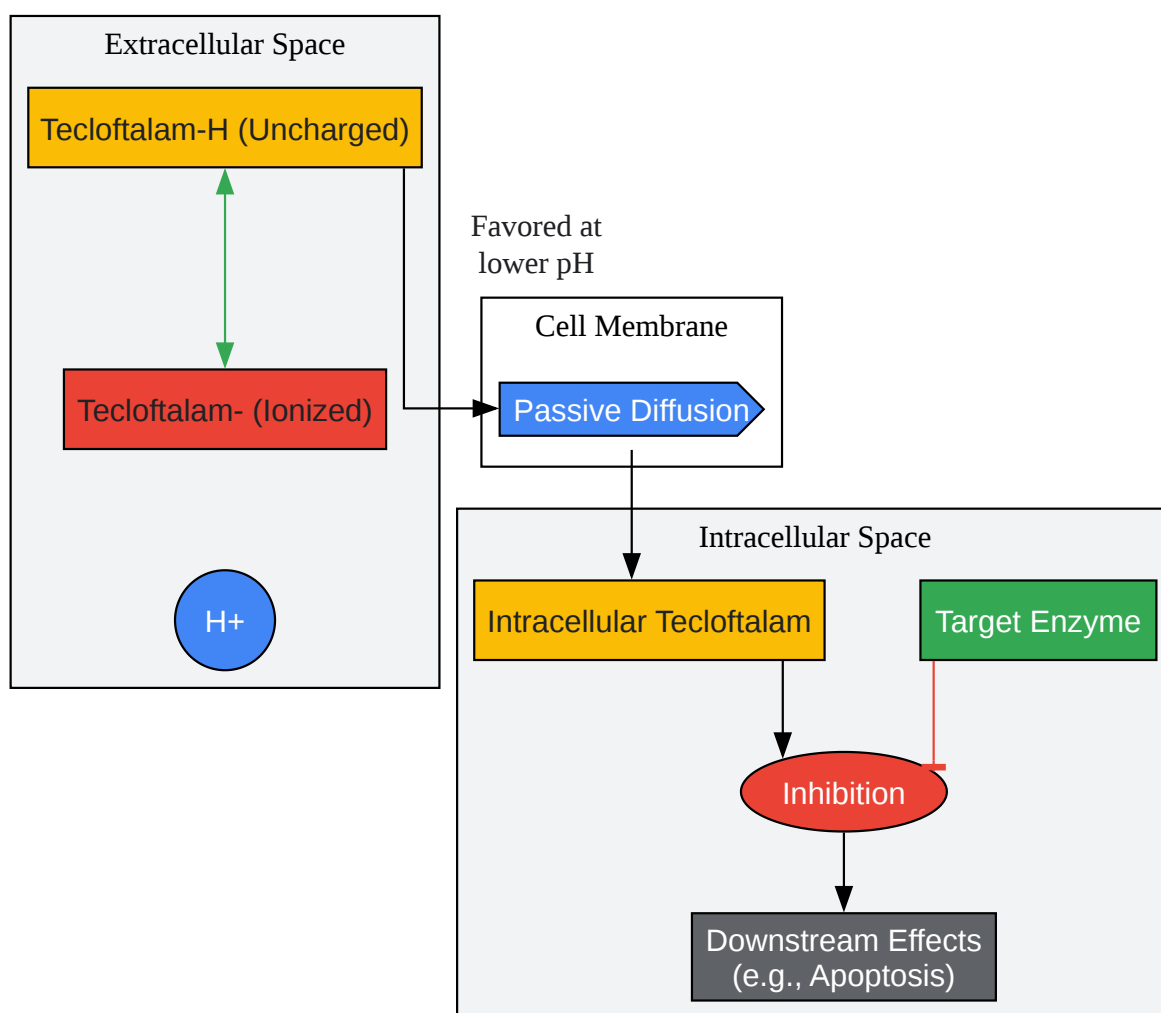 Extracellular Space
Tecloftalam-H (Uncharged)
Tecloftalam- (Ionized)
H+
Favored at
lower pH
Cell Membrane
Passive Diffusion
Intracellular Space
Intracellular Tecloftalam
Target Enzyme
Inhibition
Downstream Effects
(e.g., Apoptosis)